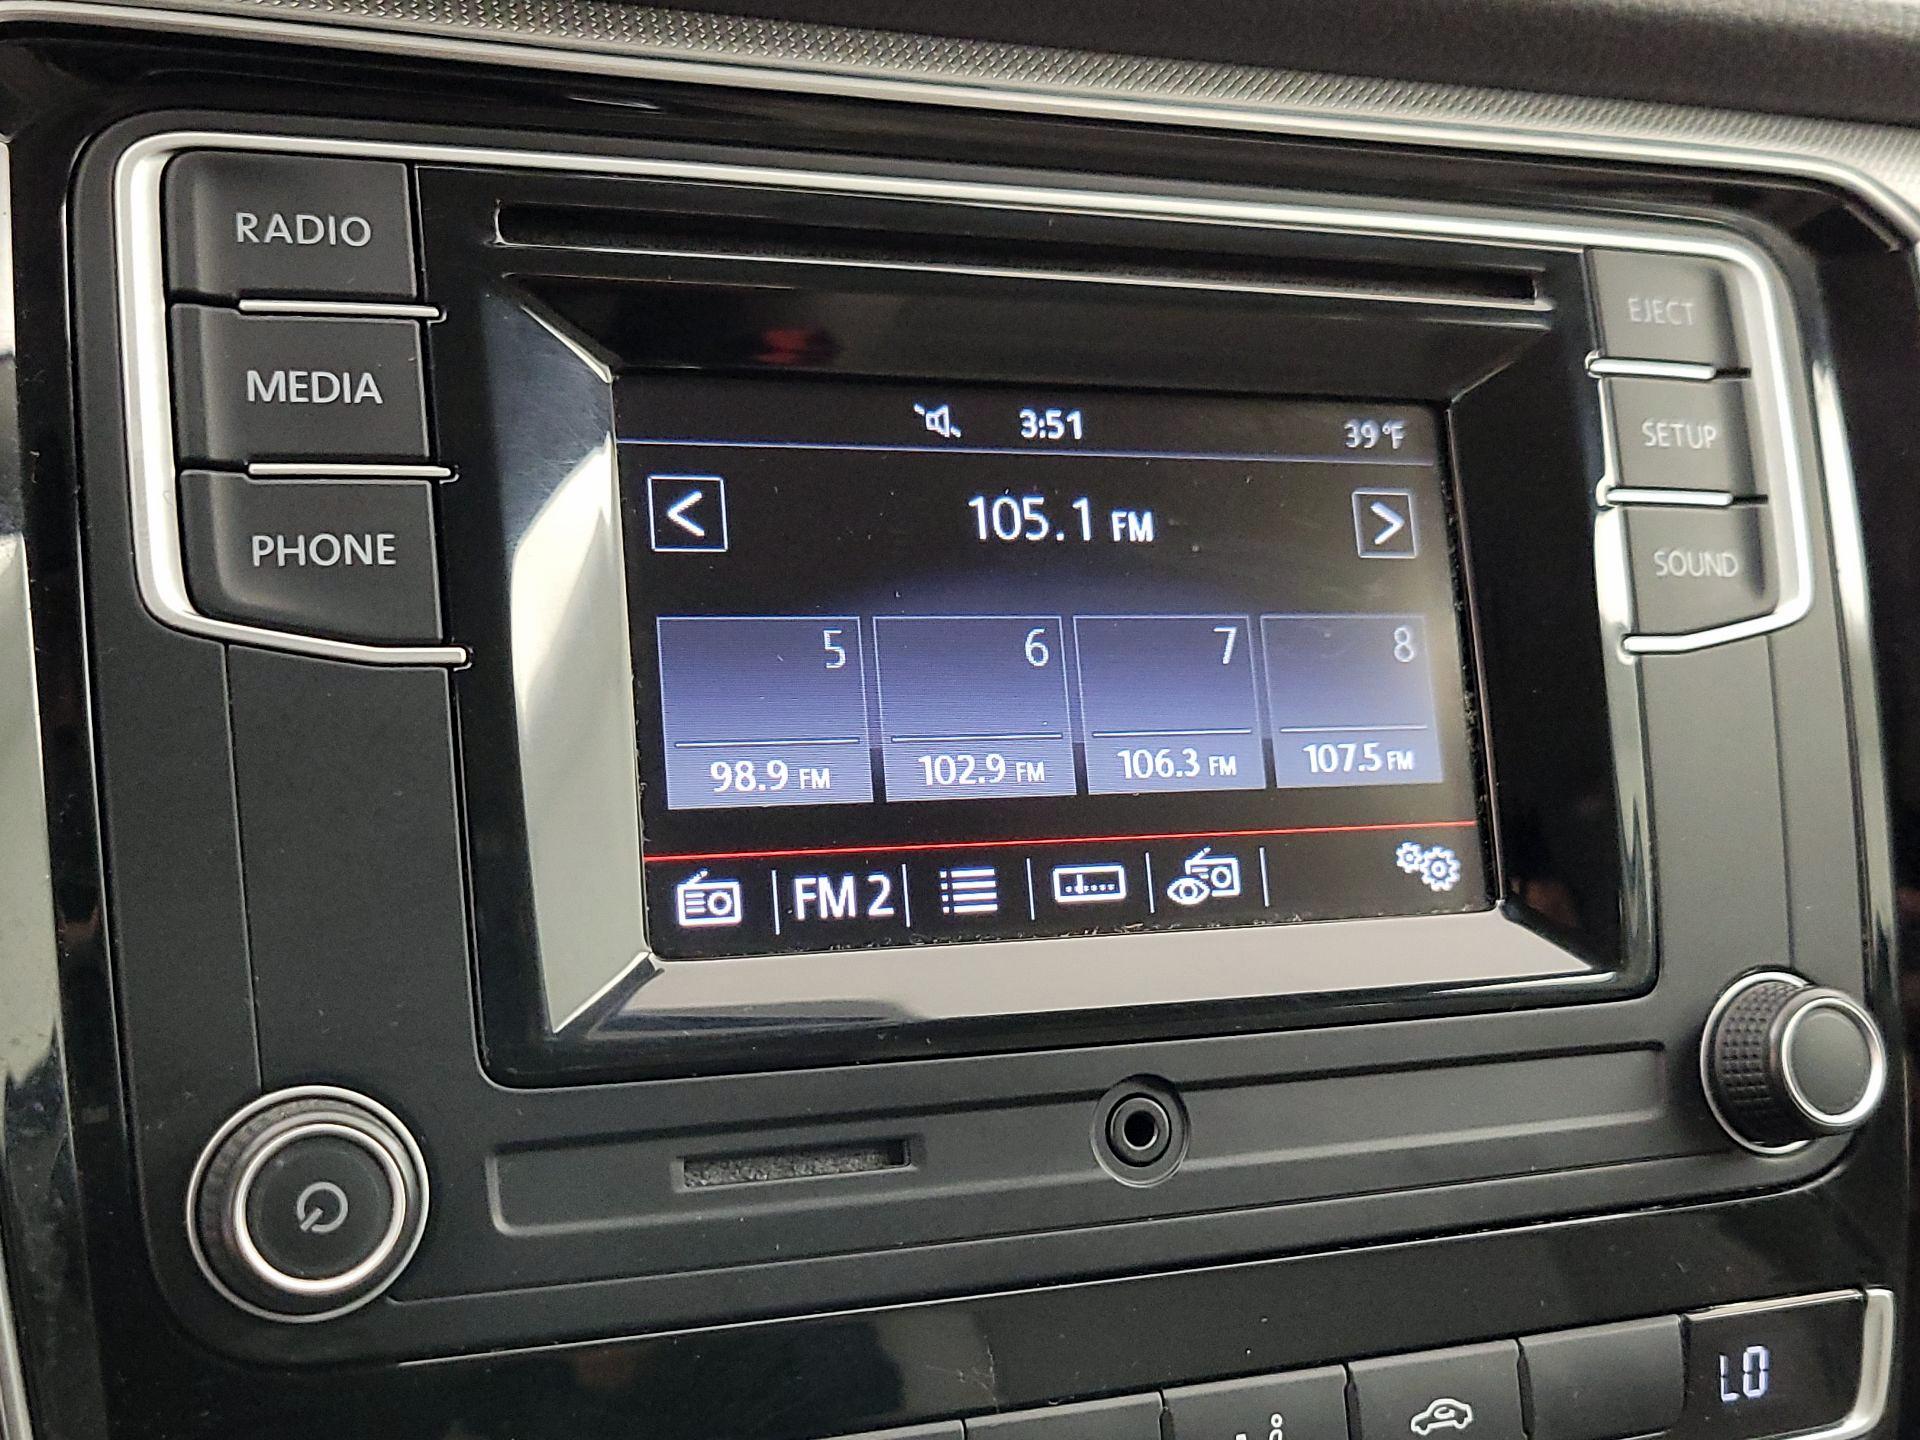 RADIO
MEDIA
PHONE
EJECT
SETUP
SOUND
3:51 39°F
< 105.1 FM >
5 6 7 8
98.9 FM 102.9 FM 106.3 FM 107.5 FM
FM 2
LO